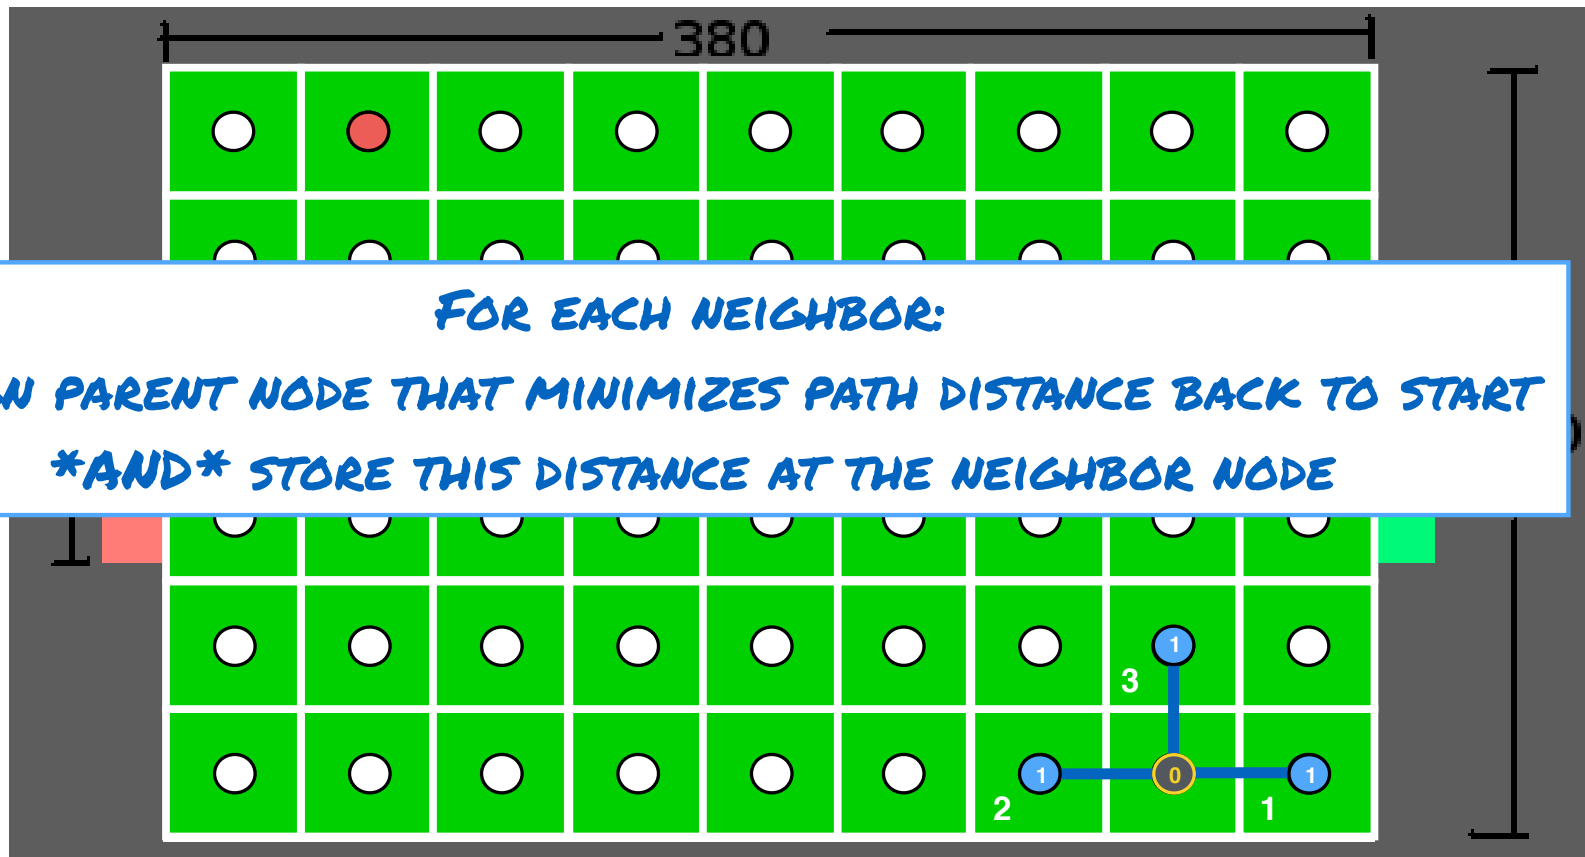 380
For each neighbor:
parent node that minimizes path distance back to start
*AND* store this distance at the neighbor node
1
3
1
0
1
2
1